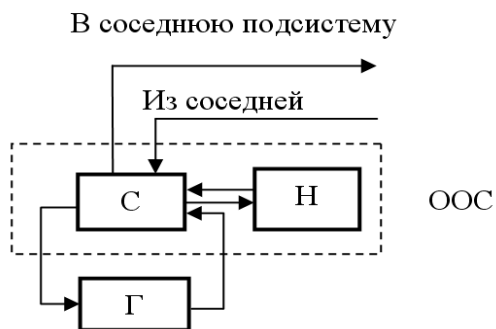 В соседнюю подсистему
Из соседней
С
Н
ООС
Г